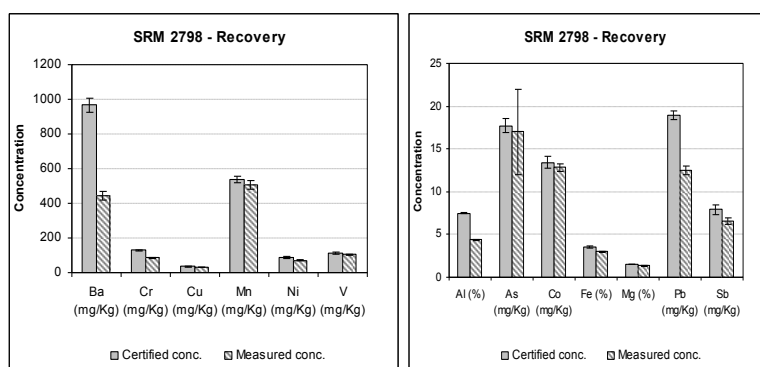 SRM 2798 - Recovery
Concentration
1200
1000
800
600
400
200
0
Ba Cr Cu Mn Ni V
(mg/Kg) (mg/Kg) (mg/Kg) (mg/Kg) (mg/Kg) (mg/Kg)
Certified conc. Measured conc.
SRM 2798 - Recovery
Concentration
25
20
15
10
5
0
Al (%) As Co Fe (%) Mg (%) Pb Sb
(mg/Kg) (mg/Kg) (mg/Kg) (mg/Kg)
Certified conc. Measured conc.